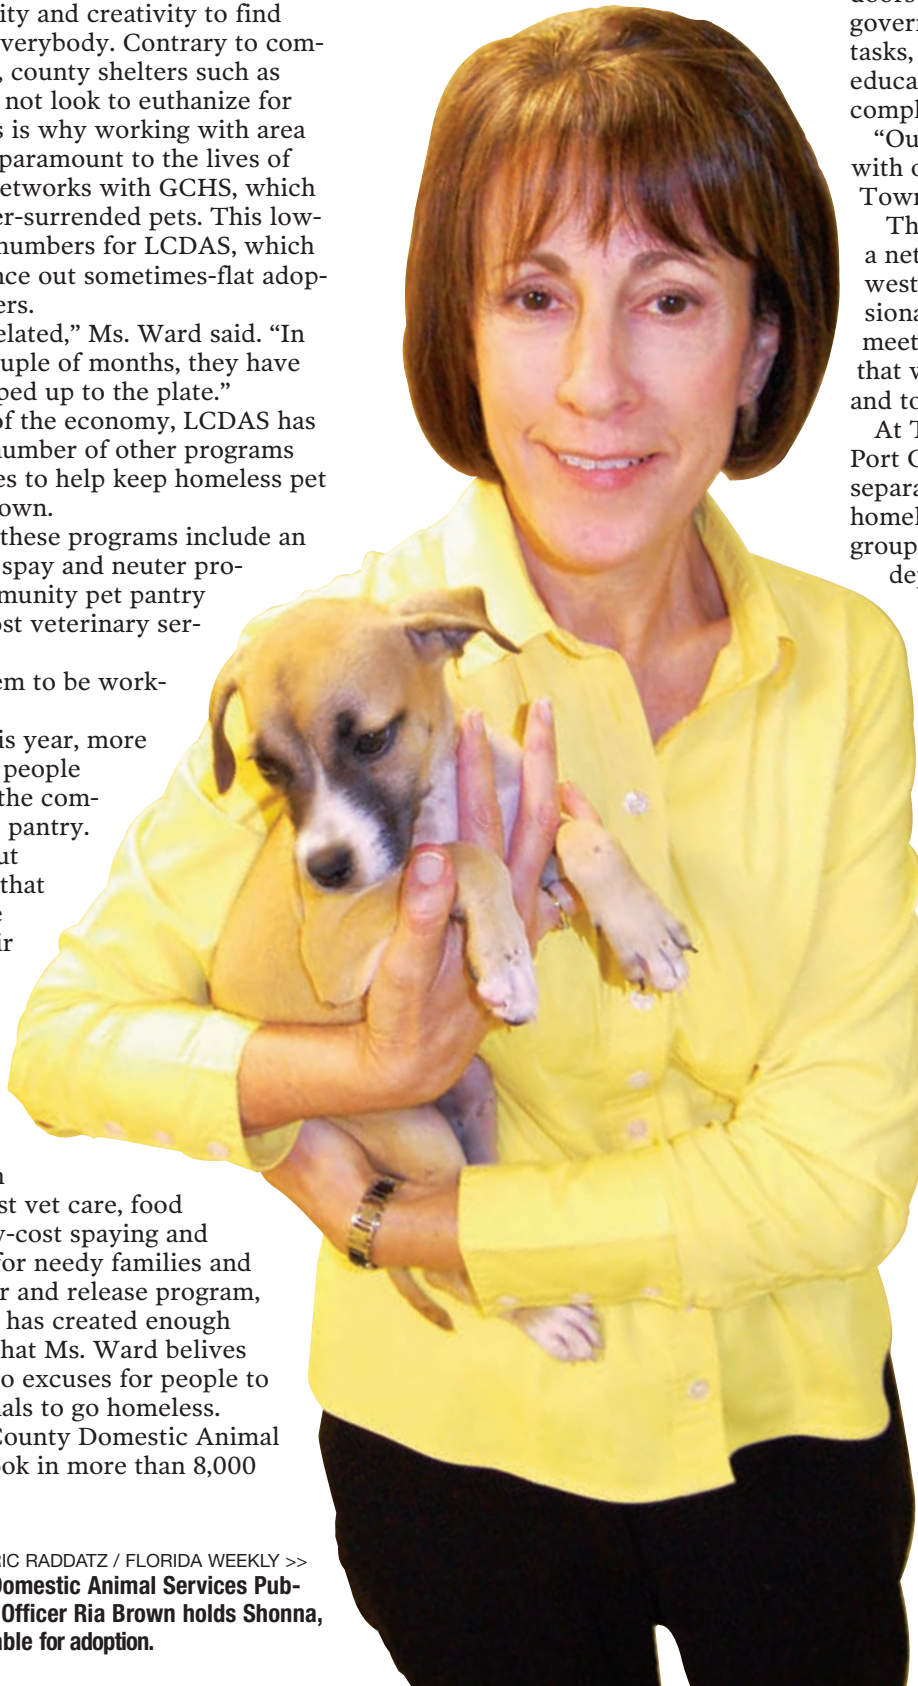 ity and creativity to find
verybody. Contrary to com-
, county shelters such as
not look to euthanize for
s is why working with area
paramount to the lives of
etworks with GCHS, which
er-surrended pets. This low-
numbers for LCDAS, which
nce out sometimes-flat adop-
ers.
elated,” Ms. Ward said. “In
uple of months, they have
ped up to the plate.”
of the economy, LCDAS has
number of other programs
es to help keep homeless pet
own.
these programs include an
spay and neuter pro-
munity pet pantry
ost veterinary ser-
em to be work-
is year, more
people
the com-
pantry.
ut
that
e
ir
n
st vet care, food
w-cost spaying and
for needy families and
r and release program,
has created enough
hat Ms. Ward belives
o excuses for people to
als to go homeless.
County Domestic Animal
ook in more than 8,000
RIC RADDATZ / FLORIDA WEEKLY >>
Domestic Animal Services Pub-
Officer Ria Brown holds Shonna,
able for adoption.
govern
tasks,
educa
compl
“Ou
with o
Town
Th
a net
west
siona
meet
that w
and to
At T
Port C
separa
homel
group
dep